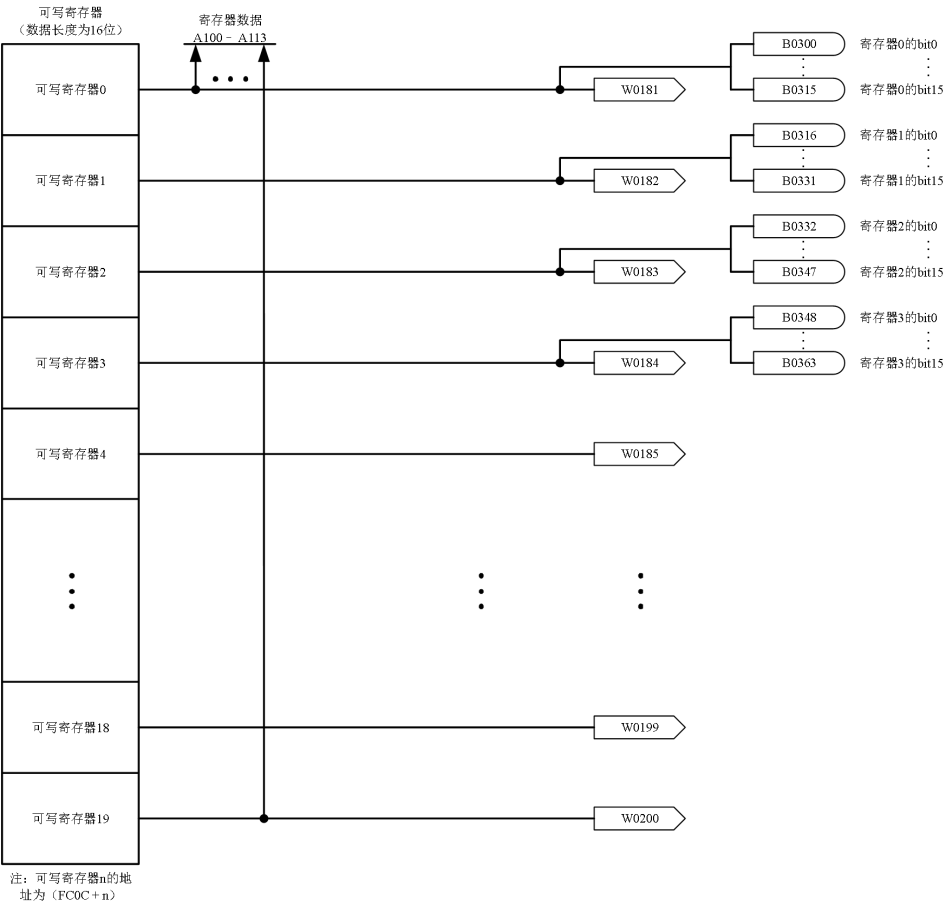 可写寄存器
（数据长度为16位）
寄存器数据
A100－A113
可写寄存器0
W0181
B0300
寄存器0的bit0
B0315
寄存器0的bit15
可写寄存器1
W0182
B0316
寄存器1的bit0
B0331
寄存器1的bit15
可写寄存器2
W0183
B0332
寄存器2的bit0
B0347
寄存器2的bit15
可写寄存器3
W0184
B0348
寄存器3的bit0
B0363
寄存器3的bit15
可写寄存器4
W0185
可写寄存器18
W0199
可写寄存器19
W0200
注：可写寄存器n的地
址为（FC0C＋n）